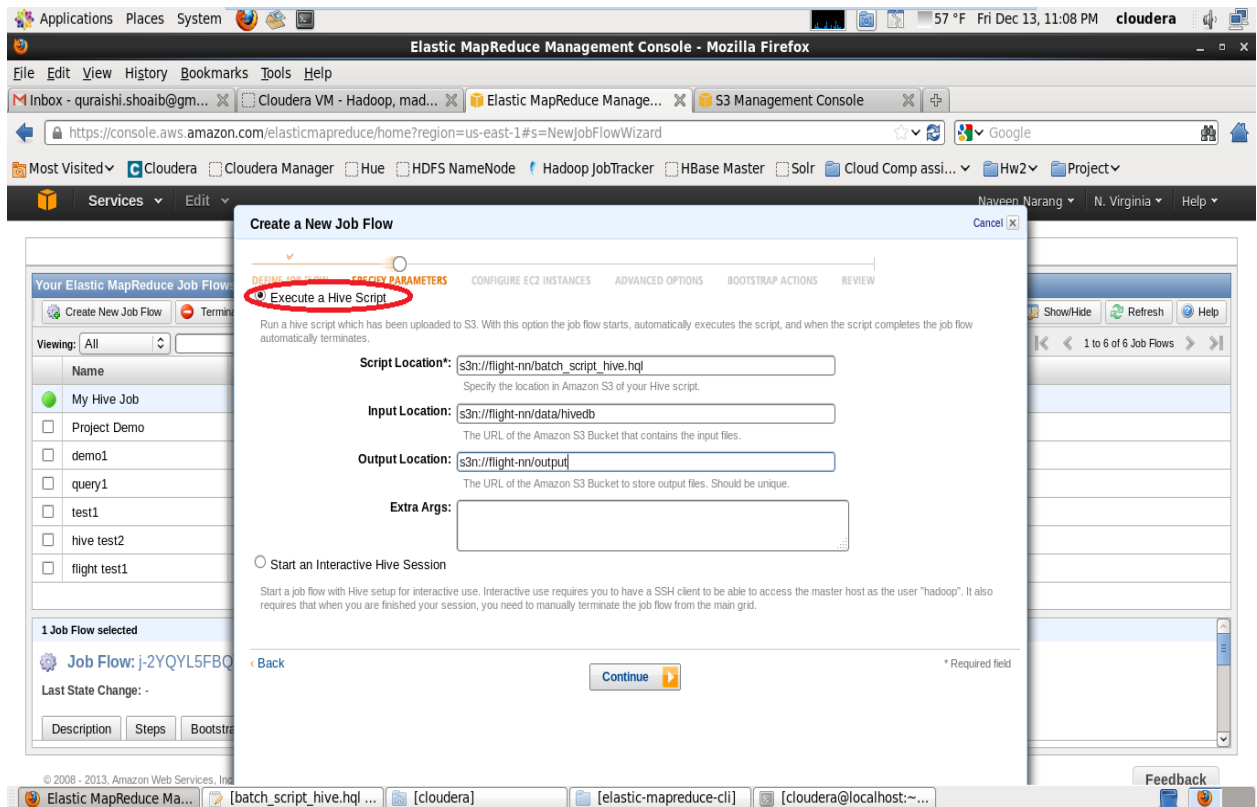 Applications Places System 57 °F Fri Dec 13, 11:08 PM cloudera
Elastic MapReduce Management Console - Mozilla Firefox
File Edit View History Bookmarks Tools Help
Inbox - quraishi.shoaib@gm... Cloudera VM - Hadoop, mad... Elastic MapReduce Manage... S3 Management Console
https://console.aws.amazon.com/elasticmapreduce/home?region=us-east-1#s=NewJobFlowWizard Google
Most Visited Cloudera Cloudera Manager Hue HDFS NameNode Hadoop JobTracker HBase Master Solr Cloud Comp assi... Hw2 Project
Services Edit Naveen Narang N. Virginia Help
Create a New Job Flow Cancel
DEFINE JOB FLOW SPECIFY PARAMETERS CONFIGURE EC2 INSTANCES ADVANCED OPTIONS BOOTSTRAP ACTIONS REVIEW
Your Elastic MapReduce Job Flows
Execute a Hive Script
Create New Job Flow Termin Show/Hide Refresh Help
Run a hive script which has been uploaded to S3. With this option the job flow starts, automatically executes the script, and when the script completes the job flow
automatically terminates.
Viewing: All 1 to 6 of 6 Job Flows
Script Location*: s3n://flight-nn/batch_script_hive.hql
Specify the location in Amazon S3 of your Hive script.
Name
My Hive Job
Input Location: s3n://flight-nn/data/hivedb
The URL of the Amazon S3 Bucket that contains the input files.
Project Demo
demo1
Output Location: s3n://flight-nn/output
The URL of the Amazon S3 Bucket to store output files. Should be unique.
query1
test1
Extra Args:
hive test2
flight test1
Start an Interactive Hive Session
Start a job flow with Hive setup for interactive use. Interactive use requires you to have a SSH client to be able to access the master host as the user "hadoop". It also
requires that when you are finished your session, you need to manually terminate the job flow from the main grid.
1 Job Flow selected
Job Flow: j-2YQYL5FBQ
Back Continue * Required field
Last State Change: -
Description Steps Bootstra
© 2008 - 2013, Amazon Web Services, Inc
Feedback
Elastic MapReduce Ma... [batch_script_hive.hql ... [cloudera] [elastic-mapreduce-cli] [cloudera@localhost:~...